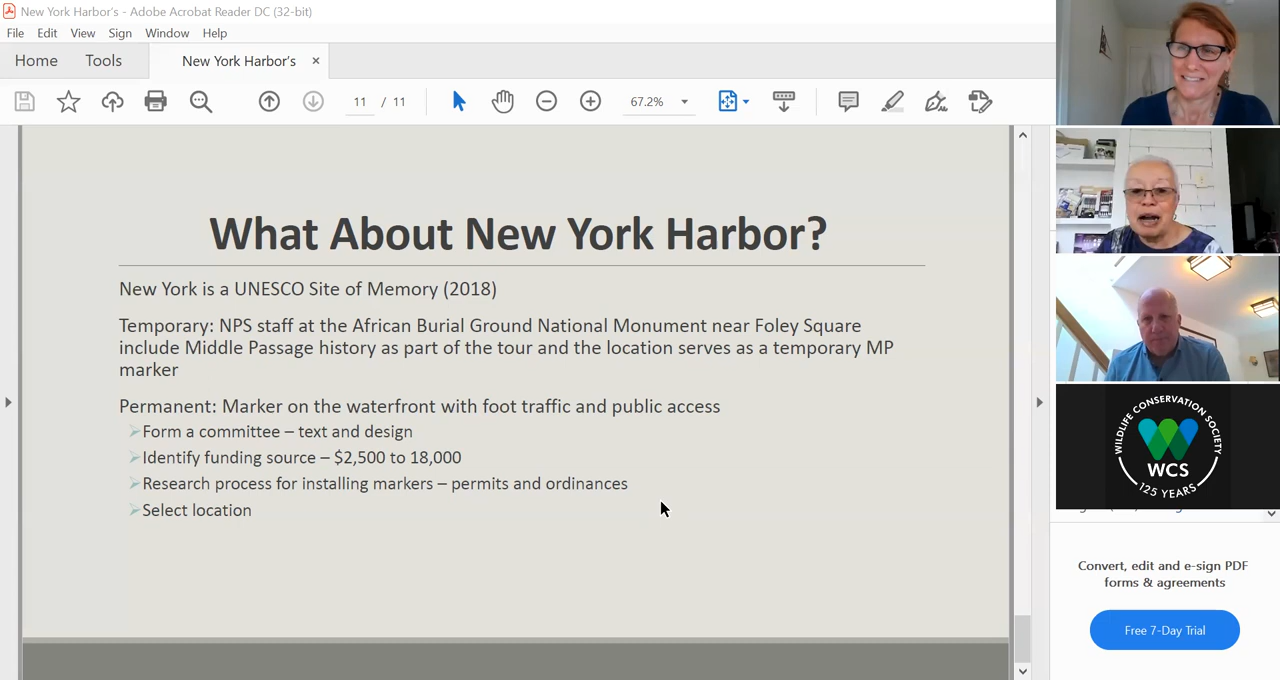 New York Harbor's - Adobe Acrobat Reader DC (32-bit)
File Edit View Sign Window Help
Home Tools New York Harbor's ×
11 / 11 67.2%
What About New York Harbor?
New York is a UNESCO Site of Memory (2018)
Temporary: NPS staff at the African Burial Ground National Monument near Foley Square
include Middle Passage history as part of the tour and the location serves as a temporary MP
marker
Permanent: Marker on the waterfront with foot traffic and public access
Form a committee – text and design
Identify funding source – $2,500 to 18,000
Research process for installing markers – permits and ordinances
Select location
WILDLIFE CONSERVATION SOCIETY
WCS
125 YEARS
Convert, edit and e-sign PDF
forms & agreements
Free 7-Day Trial